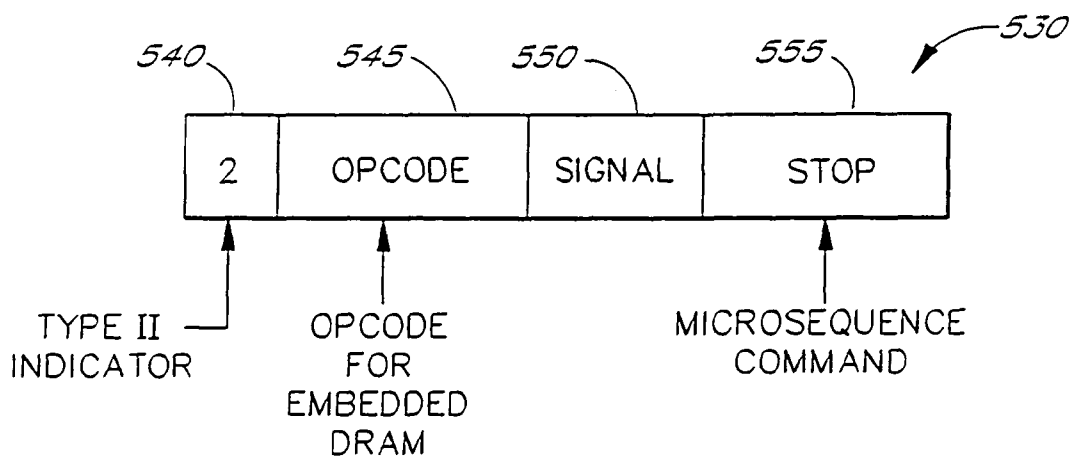 530
540 545 550 555
2 OPCODE SIGNAL STOP
TYPE II
INDICATOR
OPCODE
FOR
EMBEDDED
DRAM
MICROSEQUENCE
COMMAND